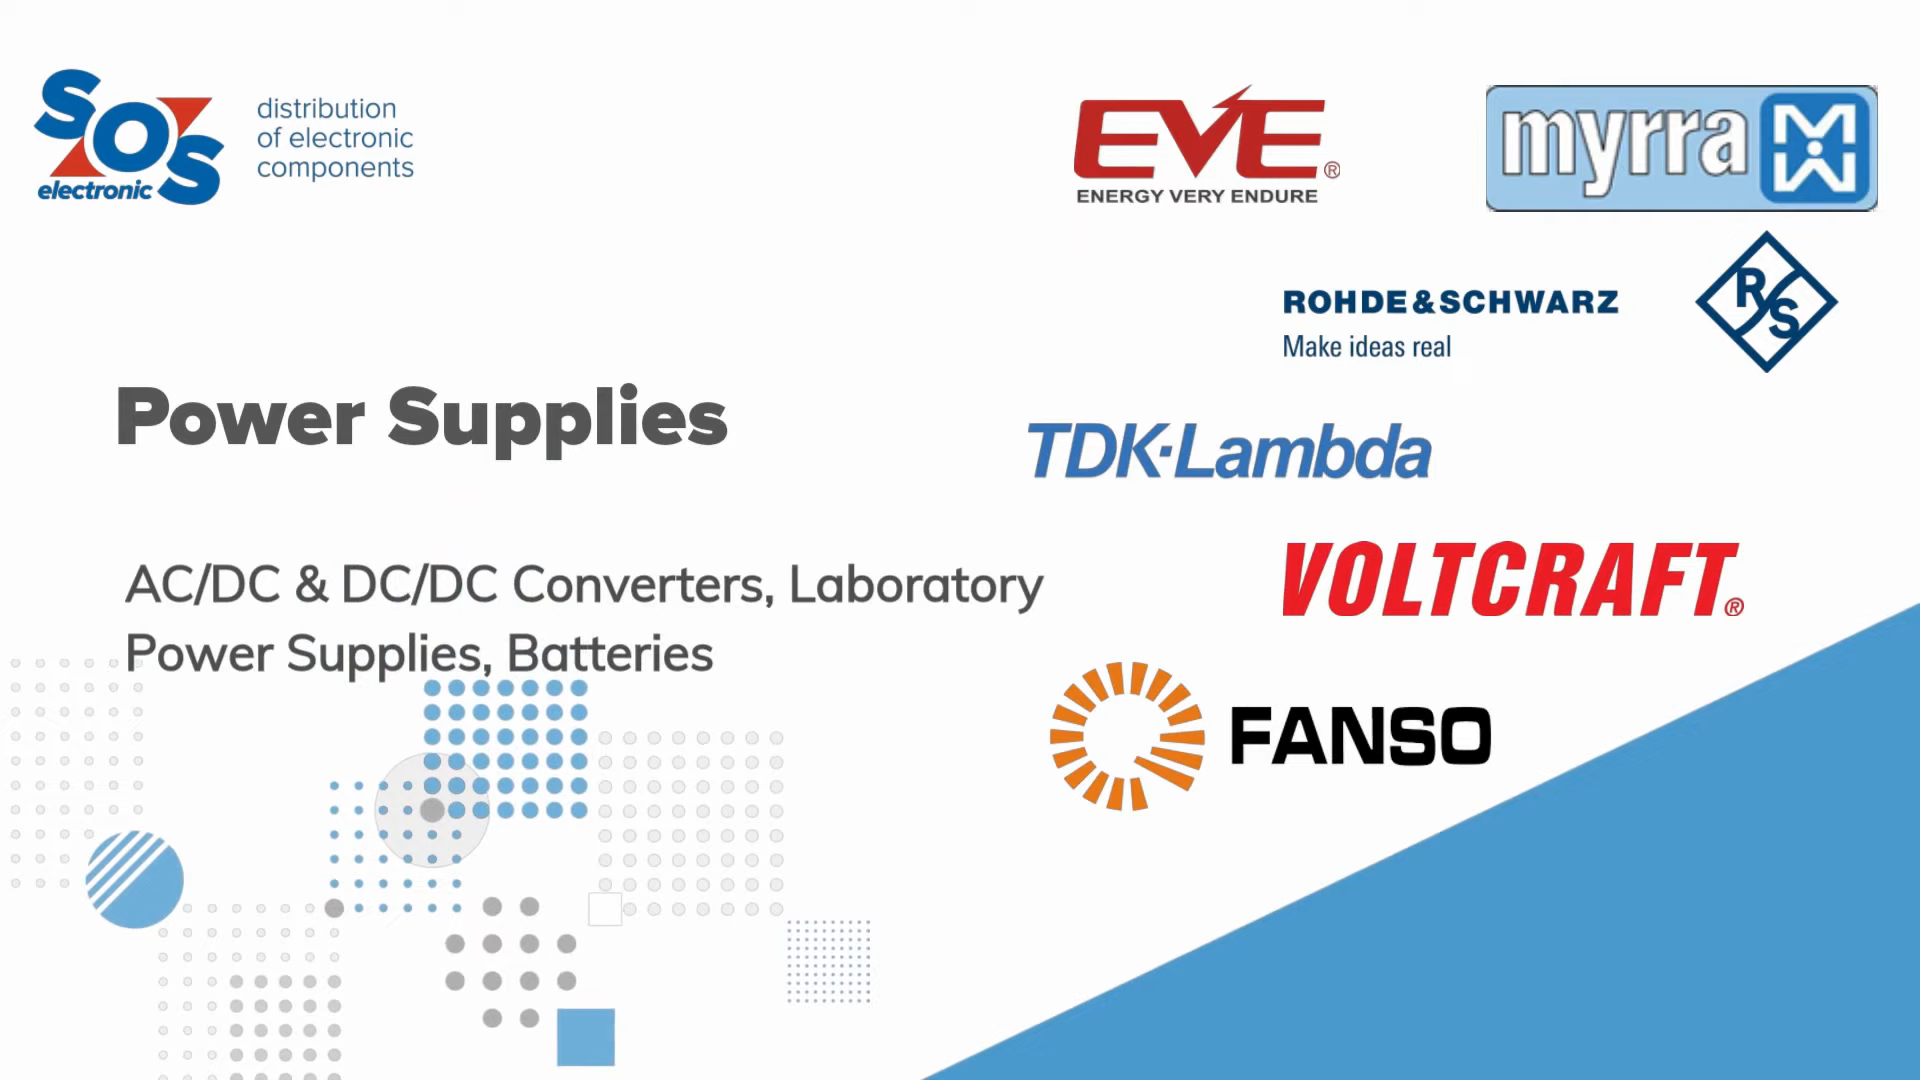 SOS
electronic
distribution
of electronic
components
EVE®
ENERGY VERY ENDURE
myrra
ROHDE&SCHWARZ
Make ideas real
R S
Power Supplies
TDK·Lambda
AC/DC & DC/DC Converters, Laboratory
Power Supplies, Batteries
VOLTCRAFT®
FANSO